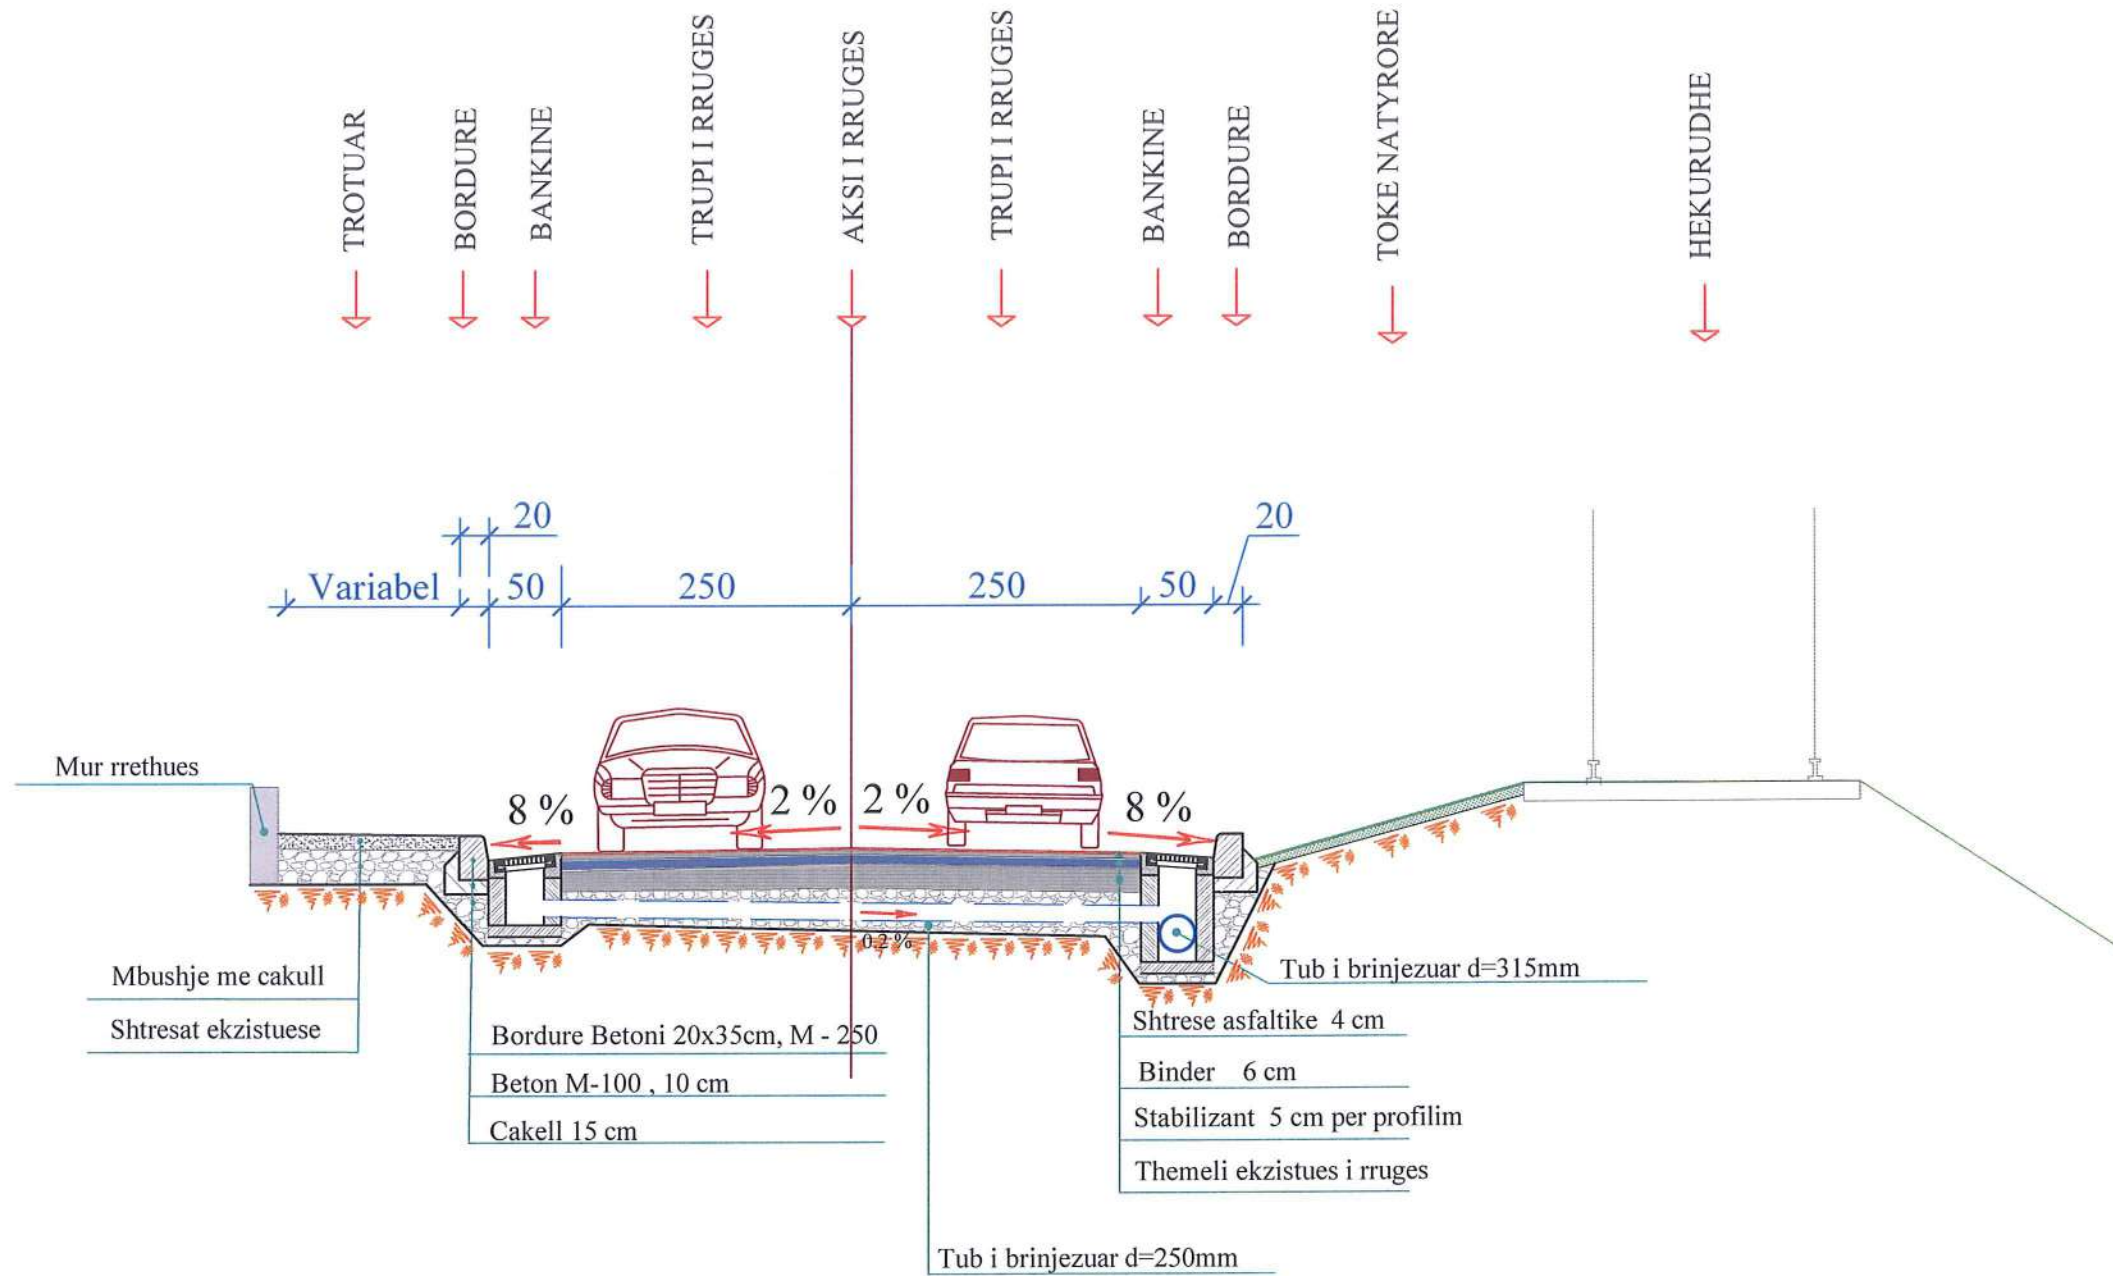 TROTUAR
BORDURE
BANKINE
TRUPI I RRUGES
AKSI I RRUGES
TRUPI I RRUGES
BANKINE
BORDURE
TOKE NATYRORE
HEKURUDHE
20
20
Variabel
50
250
250
50
Mur rrethues
8 %
2 %
2 %
8 %
0.2 %
Mbushje me cakull
Shtresat ekzistuese
Bordure Betoni 20x35cm, M - 250
Beton M-100 , 10 cm
Cakell 15 cm
Tub i brinjezuar d=315mm
Shtrese asfaltike 4 cm
Binder 6 cm
Stabilizant 5 cm per profilim
Themeli ekzistues i rruges
Tub i brinjezuar d=250mm